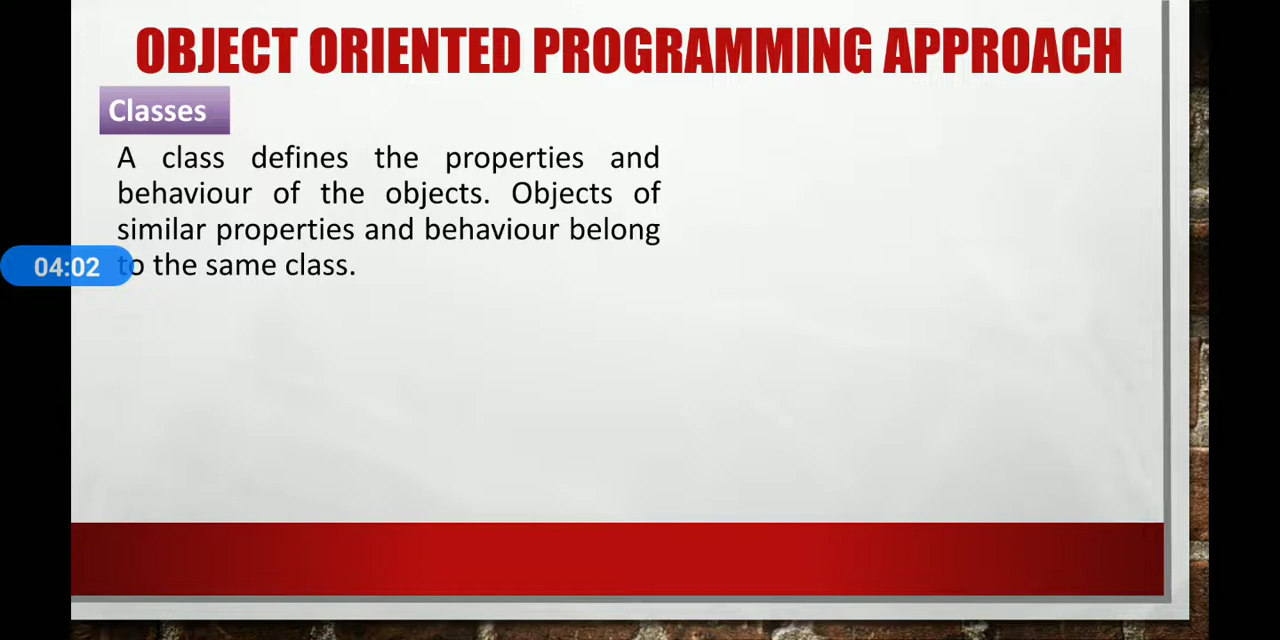 OBJECT ORIENTED PROGRAMMING APPROACH
Classes
A class defines the properties and
behaviour of the objects. Objects of
similar properties and behaviour belong
04:02 to the same class.